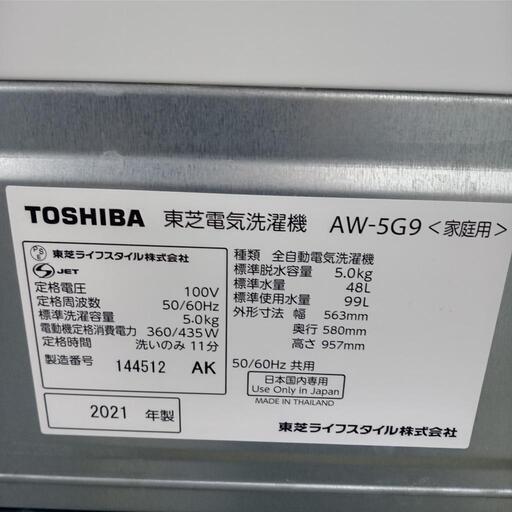 TOSHIBA 東芝電気洗濯機 AW-5G9 <家庭用>
東芝ライフスタイル株式会社
JET
定格電圧 100V
定格周波数 50/60Hz
標準洗濯容量 5.0kg
電動機定格消費電力 360/435W
定格時間 洗いのみ 11分
製造番号 144512 AK
2021 年製
種類 全自動電気洗濯機
標準脱水容量 5.0kg
標準水量 48L
標準使用水量 99L
外形寸法 幅 563mm
奥行 580mm
高さ 957mm
50/60Hz 共用
日本国内専用
Use Only in Japan
MADE IN THAILAND
東芝ライフスタイル株式会社